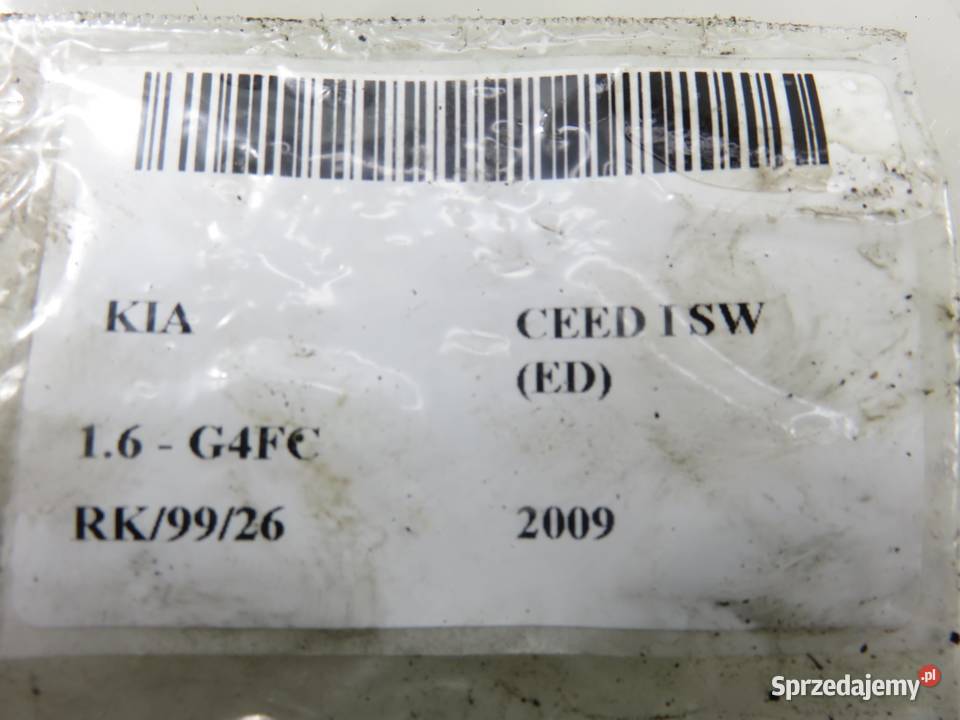 KIA CEED I SW
(ED)
1.6 - G4FC
RK/99/26 2009
Sprzedajemy.pl